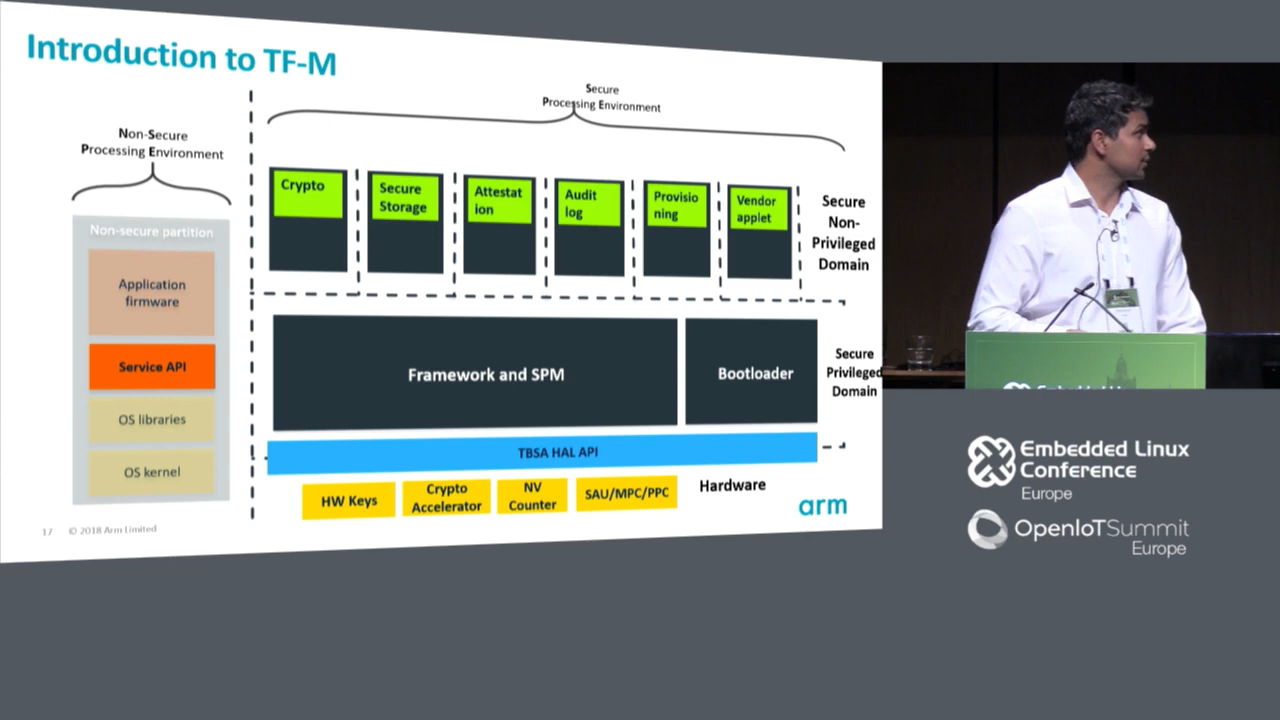 Introduction to TF-M
Secure
Processing Environment
Non-Secure
Processing Environment
Non-secure partition
Application
firmware
Service API
OS libraries
OS kernel
Crypto
Secure
Storage
Attestat
ion
Audit
log
Provisio
ning
Vendor
applet
Secure
Non-
Privileged
Domain
Framework and SPM
Bootloader
Secure
Privileged
Domain
TBSA HAL API
HW Keys
Crypto
Accelerator
NV
Counter
SAU/MPC/PPC
Hardware
arm
17 © 2018 Arm Limited
Embedded Linux
Conference
Europe
OpenIoTSummit
Europe